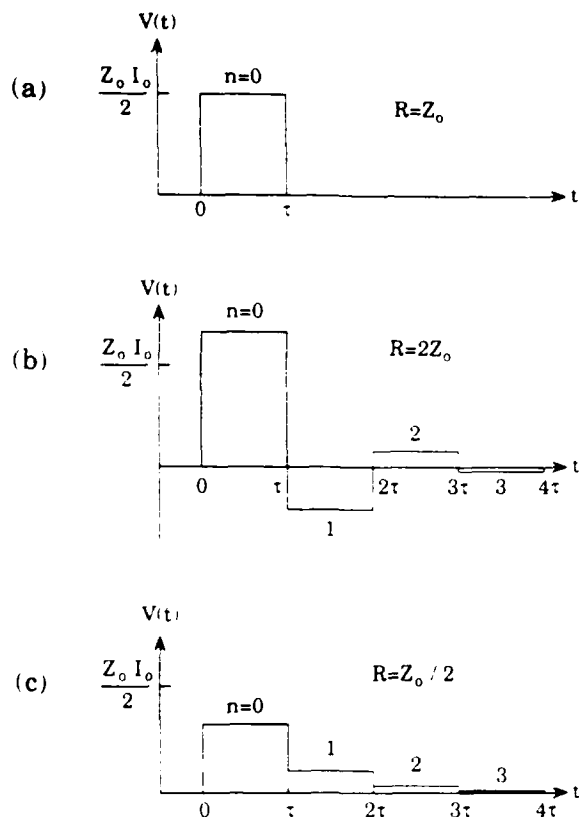 V(t)
(a)
Z₀ I₀
2
n=0
R=Z₀
0 τ t
V(t)
(b)
Z₀ I₀
2
n=0
R=2Z₀
2
0 τ 2τ 3τ 3 4τ t
1
V(t)
(c)
Z₀ I₀
2
n=0
R=Z₀ / 2
1
2
3
0 τ 2τ 3τ 4τ t